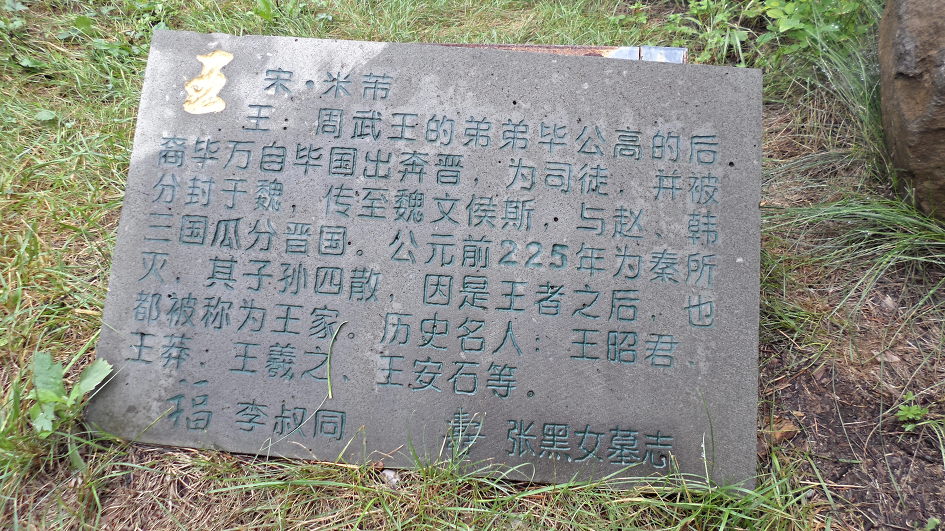 王 宋·米芾
王：周武王的弟弟毕公高的后
裔毕万自毕国出奔晋，为司徒，并被
分封于魏，传至魏文侯斯，与赵、韩
三国瓜分晋国。公元前225年为秦所
灭，其子孙四散，因是王者之后，也
都被称为王家。历史名人：王昭君、
王莽、王羲之、王安石等。
福 李叔同 张黑女墓志